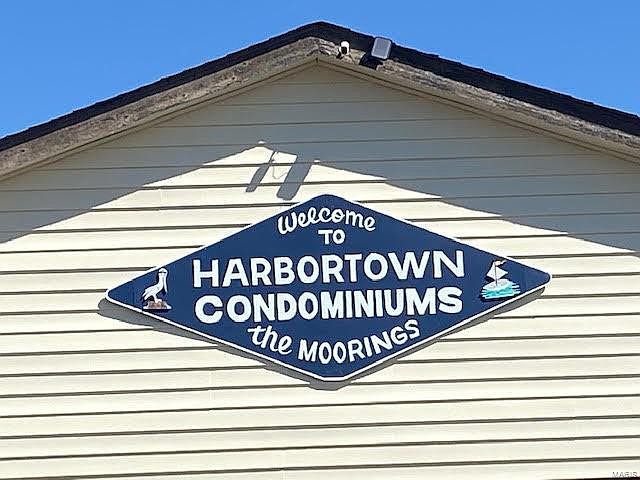 Welcome
TO
HARBORTOWN
CONDOMINIUMS
the MOORINGS
MARIS